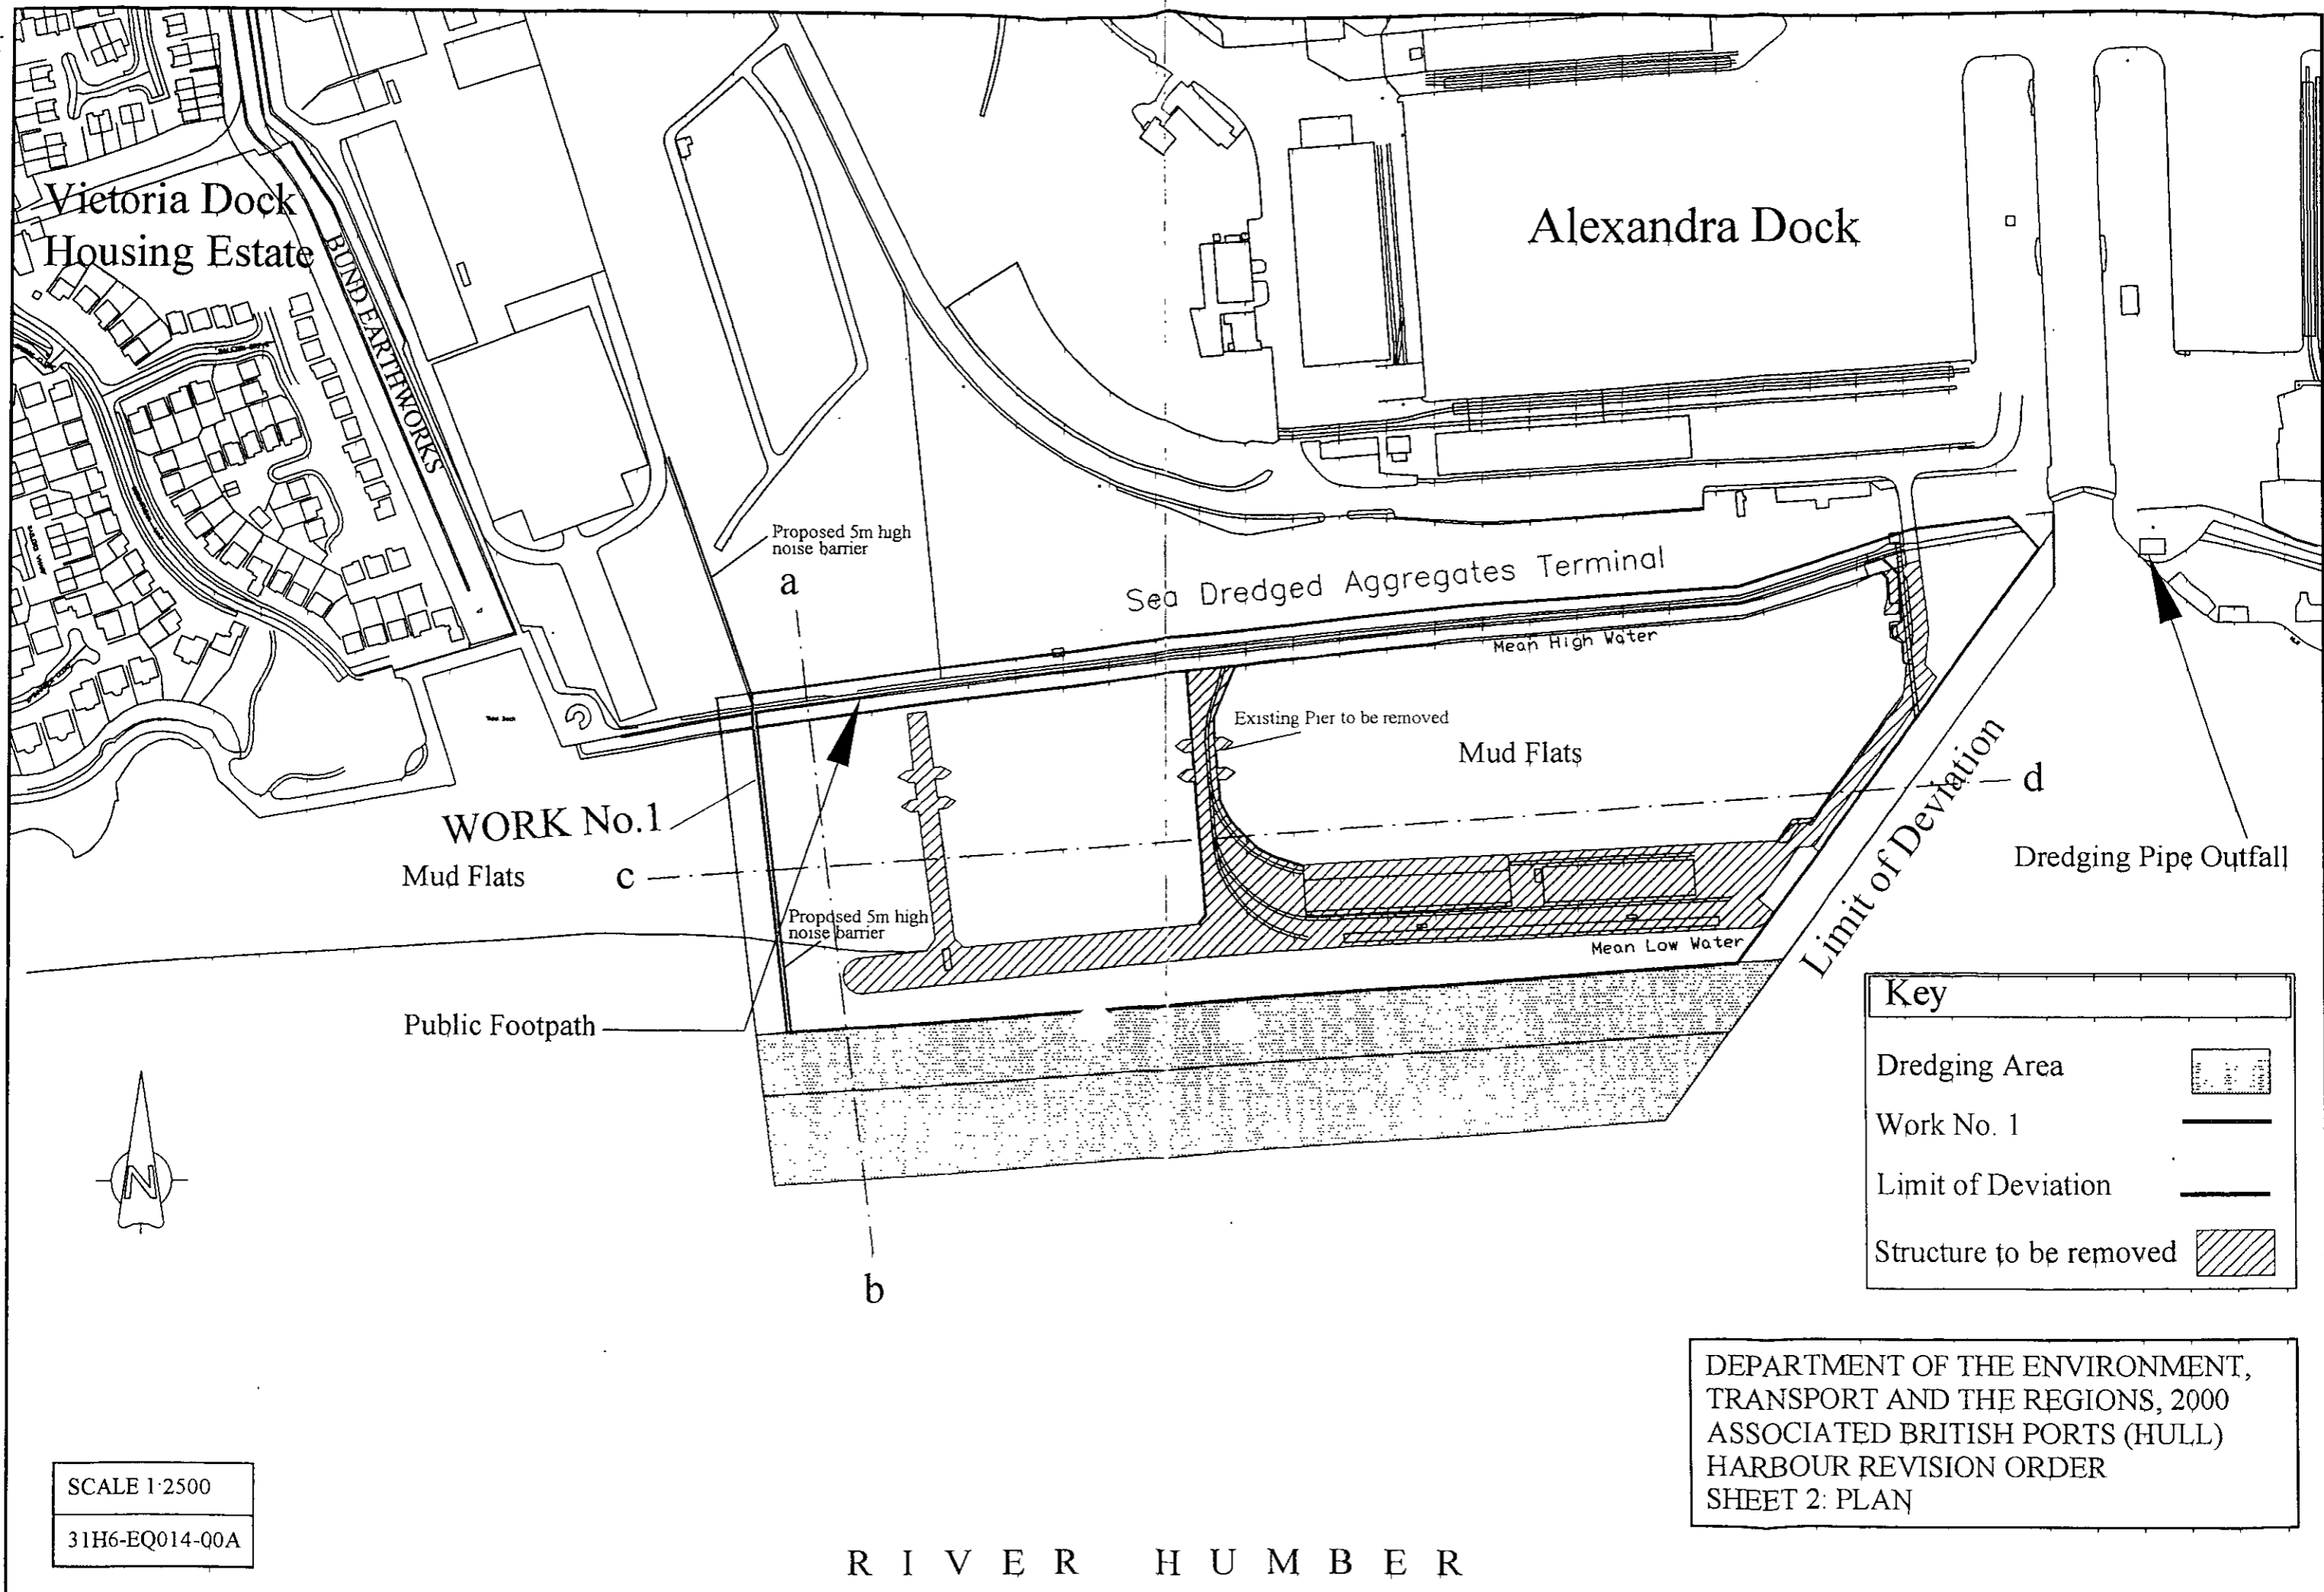 Victoria Dock
Housing Estate
BUND EARTHWORKS
Alexandra Dock
Proposed 5m high
noise barrier
a
Sea Dredged Aggregates Terminal
Mean High Water
Existing Pier to be removed
Mud Flats
WORK No.1
Mud Flats
c
d
Limit of Deviation
Dredging Pipe Outfall
Proposed 5m high
noise barrier
Mean Low Water
Public Footpath
Key
Dredging Area
Work No. 1
Limit of Deviation
Structure to be removed
N
b
DEPARTMENT OF THE ENVIRONMENT,
TRANSPORT AND THE REGIONS, 2000
ASSOCIATED BRITISH PORTS (HULL)
HARBOUR REVISION ORDER
SHEET 2: PLAN
SCALE 1:2500
31H6-EQ014-00A
RIVER HUMBER